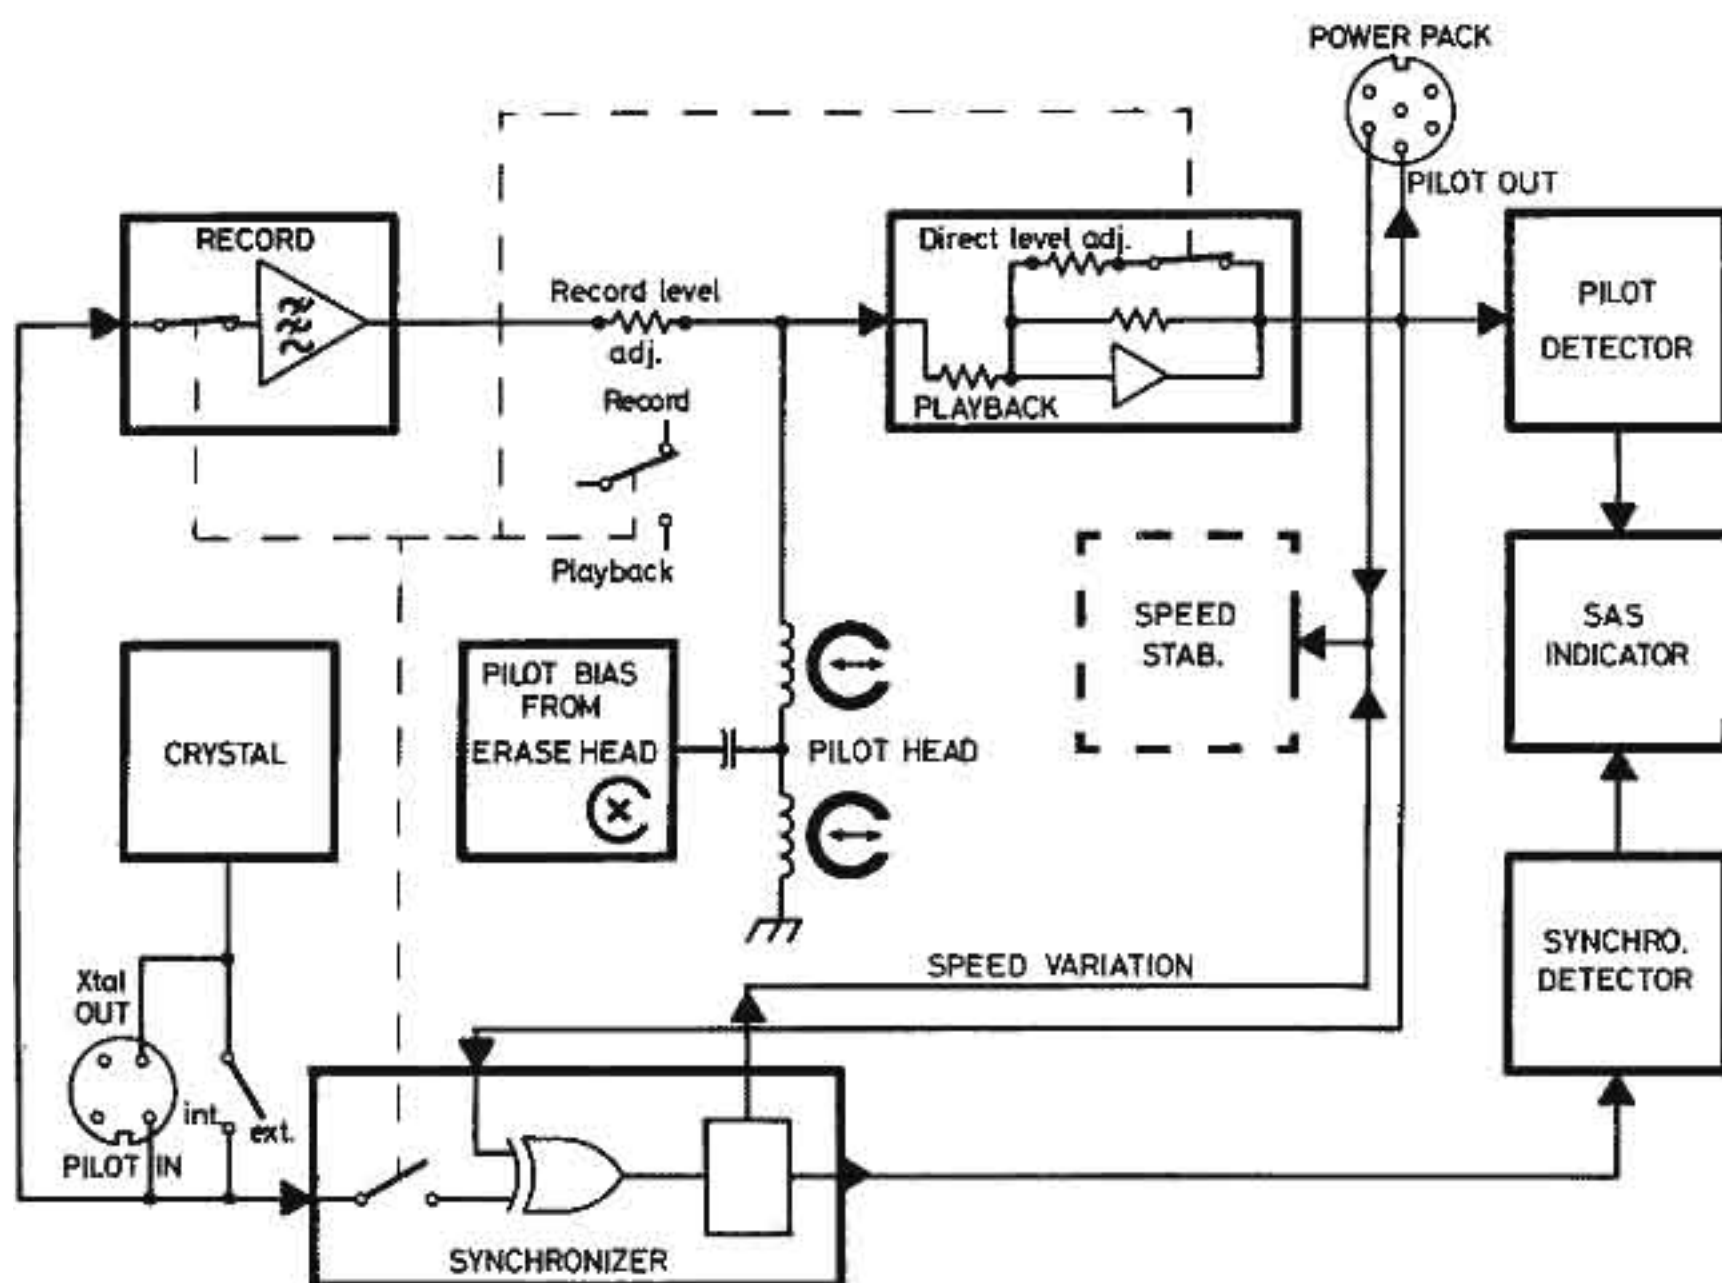 POWER PACK
PILOT OUT
RECORD
Record level
adj.
Record
Playback
Direct level adj.
PLAYBACK
PILOT
DETECTOR
SPEED
STAB.
SAS
INDICATOR
CRYSTAL
PILOT BIAS
FROM
ERASE HEAD
PILOT HEAD
SPEED VARIATION
SYNCHRO.
DETECTOR
Xtal
OUT
int.
ext.
PILOT IN
SYNCHRONIZER